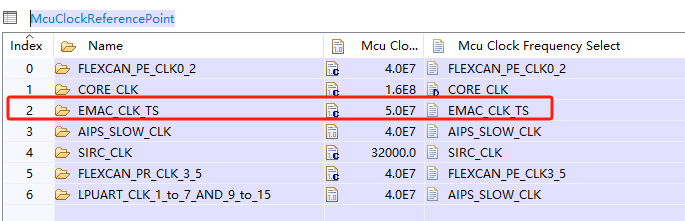 McuClockReferencePoint
Index Name Mcu Clo... Mcu Clock Frequency Select
0 FLEXCAN_PE_CLK0_2 4.0E7 FLEXCAN_PE_CLK0_2
1 CORE_CLK 1.6E8 CORE_CLK
2 EMAC_CLK_TS 5.0E7 EMAC_CLK_TS
3 AIPS_SLOW_CLK 4.0E7 AIPS_SLOW_CLK
4 SIRC_CLK 32000.0 SIRC_CLK
5 FLEXCAN_PR_CLK_3_5 4.0E7 FLEXCAN_PE_CLK3_5
6 LPUART_CLK_1_to_7_AND_9_to_15 4.0E7 AIPS_SLOW_CLK